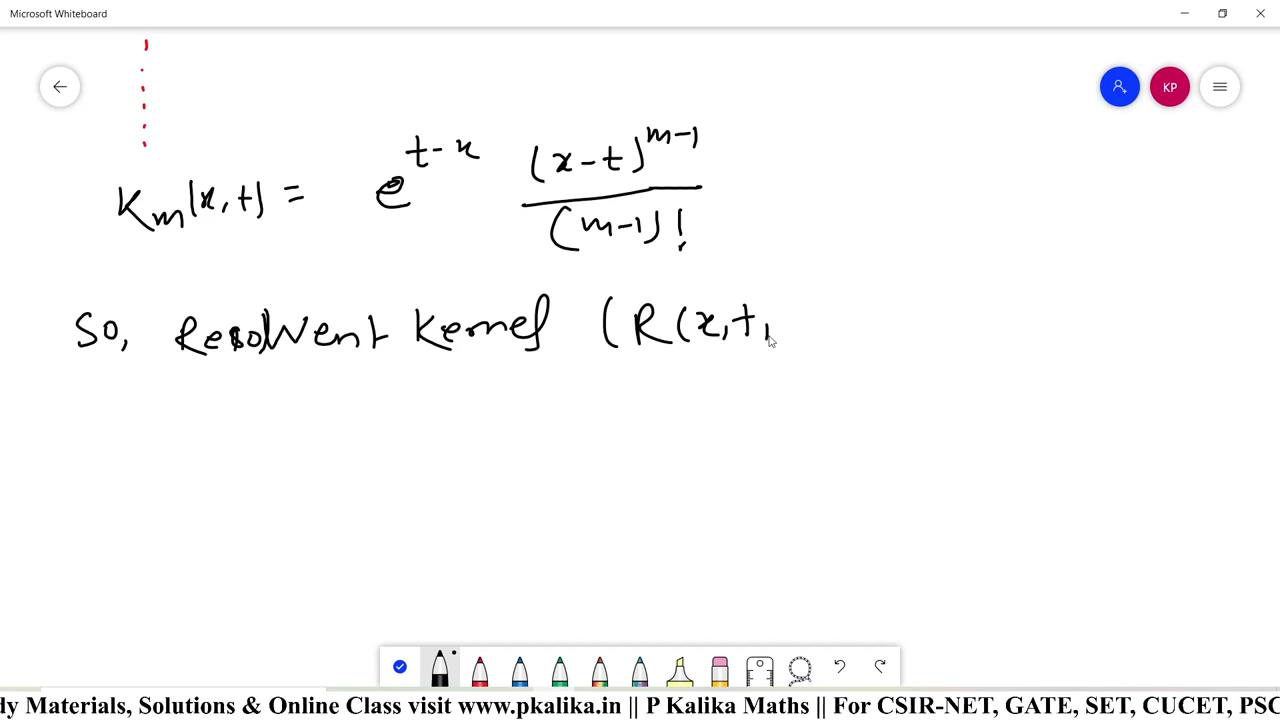 Microsoft Whiteboard
KP
Km(x,t) = e^{t-x} (x-t)^{m-1} / (m-1)!
So, Resolvent Kernel (R(x,t,
dy Materials, Solutions & Online Class visit www.pkalika.in || P Kalika Maths || For CSIR-NET, GATE, SET, CUCET, PSC